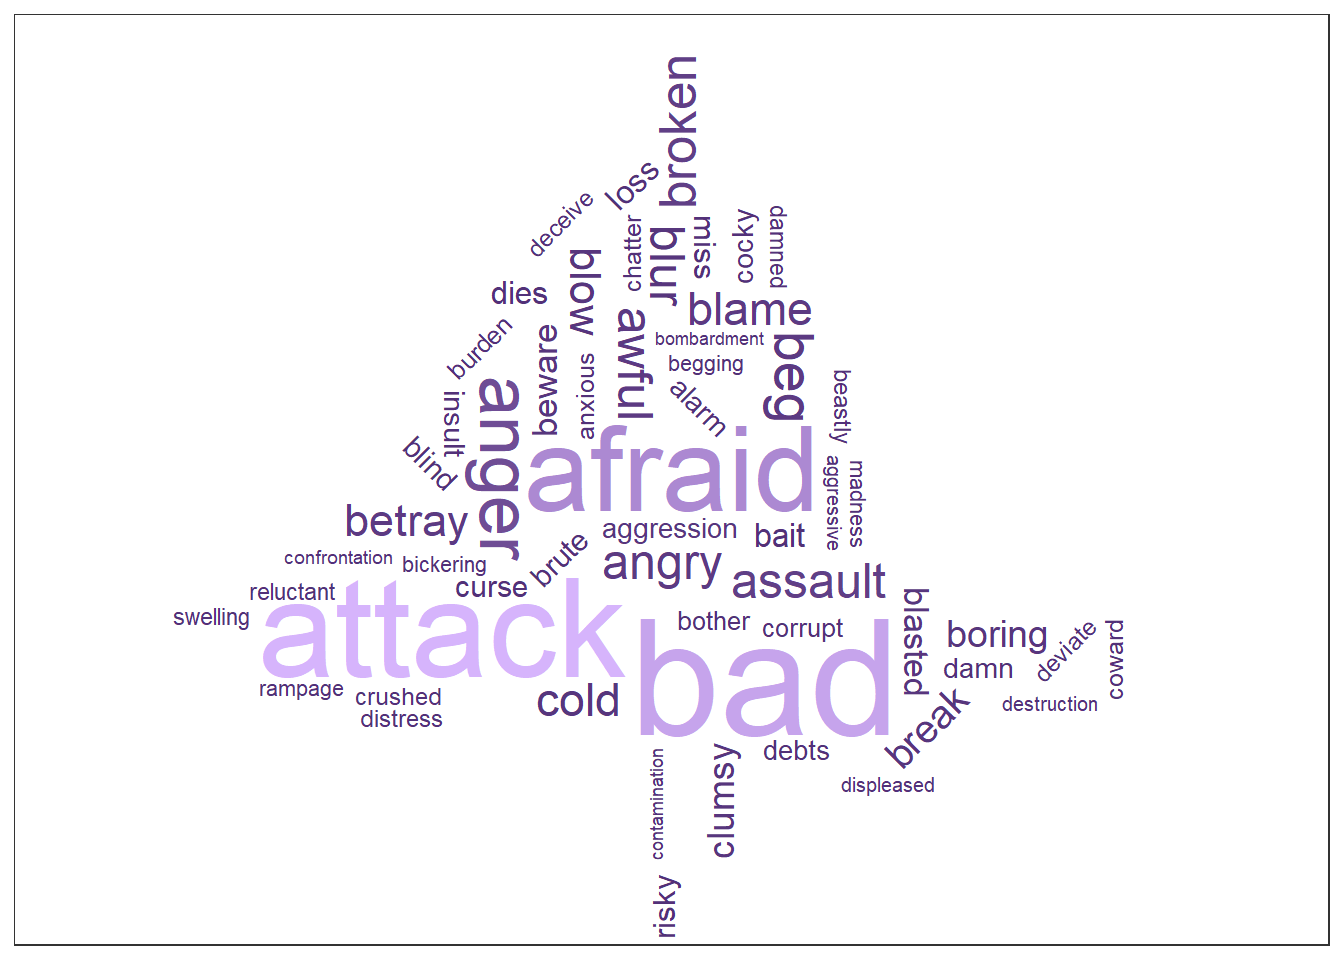 broken
loss
deceive
chatter
blur
miss
cocky
damned
blow
dies
blame
awful
burden
beware
anxious
bombardment
begging
beg
alarm
beastly
insult
anger
blind
afraid
aggressive
madness
betray
aggression
bait
confrontation
bickering
brute
angry
curse
assault
reluctant
swelling
attack
bother
corrupt
bad
blasted
boring
deviate
coward
damn
rampage
crushed
distress
cold
destruction
break
debts
clumsy
contamination
displeased
risky